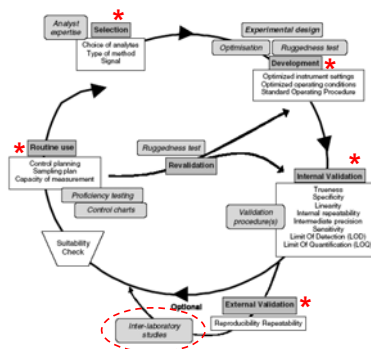 Analyst
expertise
Selection
*
Choice of analytes
Type of method
Signal
Experimental design
Optimisation
Ruggedness test
Development
*
Optimized instrument settings
Optimized operating conditions
Standard Operating Procedure
*
Routine use
Control planning
Sampling plan
Capacity of measurement
Proficiency testing
Control charts
Ruggedness test
Revalidation
*
Internal Validation
Trueness
Specificity
Linearity
Internal repeatability
Intermediate precision
Sensitivity
Limit Of Detection (LOD)
Limit Of Quantification (LOQ)
Validation
procedure(s)
Suitability
Check
Optional
Inter-laboratory
studies
External Validation
*
Reproducibility Repeatability